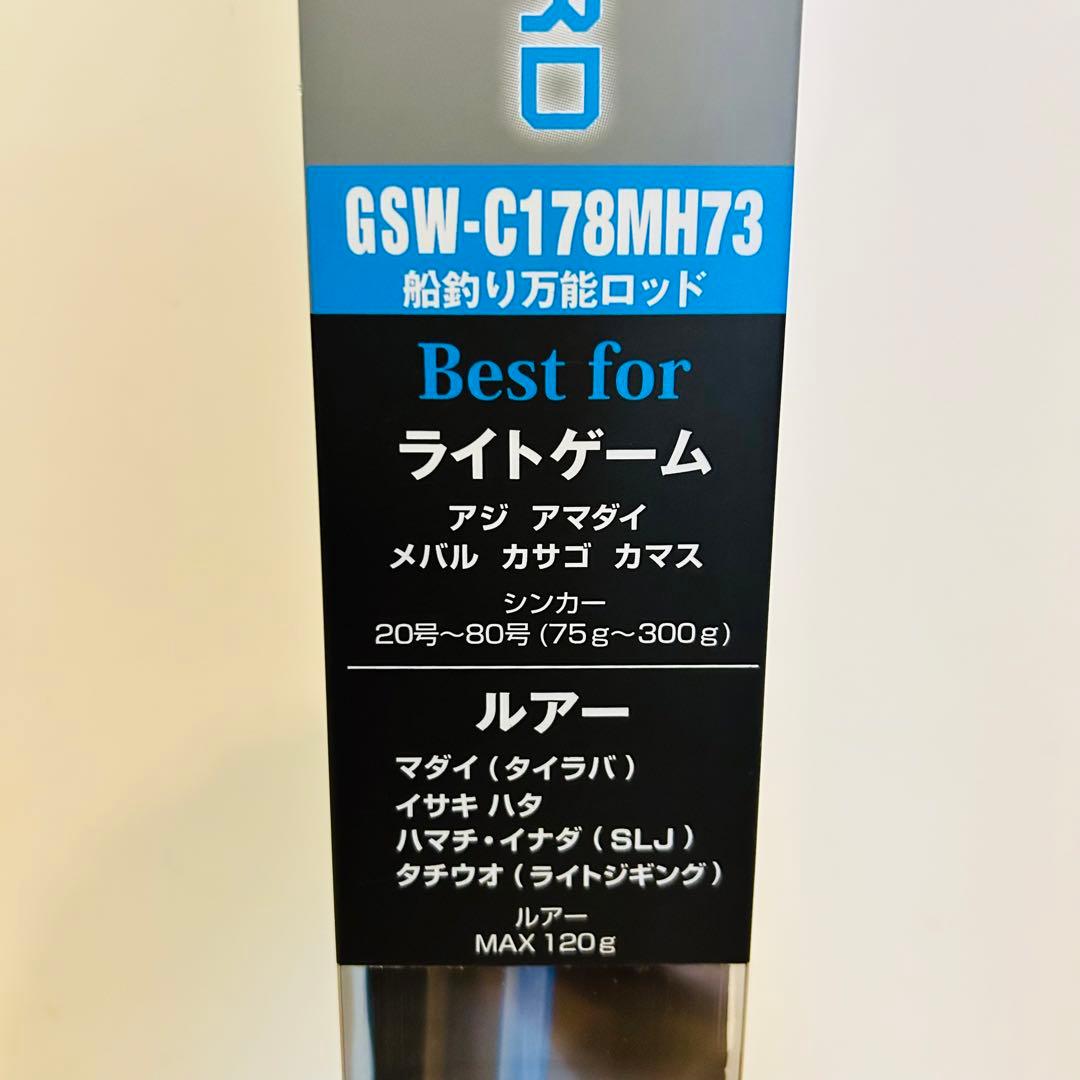 RO
GSW-C178MH73
船釣り万能ロッド
Best for
ライトゲーム
アジ アマダイ
メバル カサゴ カマス
シンカー
20号～80号 (75g～300g)
ルアー
マダイ (タイラバ)
イサキ ハタ
ハマチ・イナダ (SLJ)
タチウオ (ライトジギング)
ルアー
MAX 120g